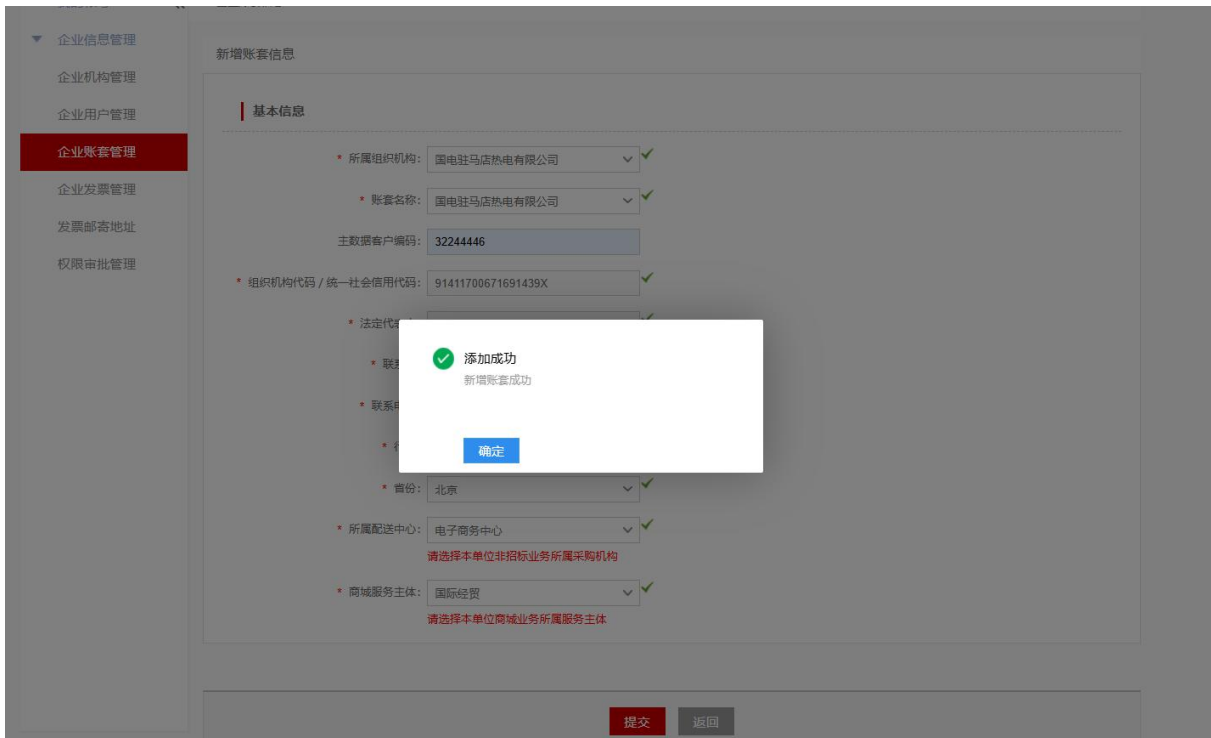 企业信息管理
企业机构管理
企业用户管理
企业账套管理
企业发票管理
发票邮寄地址
权限审批管理
新增账套信息
基本信息
* 所属组织机构: 国电驻马店热电有限公司
* 账套名称: 国电驻马店热电有限公司
主数据客户编码: 32244446
* 组织机构代码 / 统一社会信用代码: 91411700671691439X
* 法定代
* 联
* 联系
添加成功
新增账套成功
确定
* 省份: 北京
* 所属配送中心: 电子商务中心
请选择本单位非招标业务所属采购机构
* 商城服务主体: 国际经贸
请选择本单位商城业务所属服务主体
提交 返回